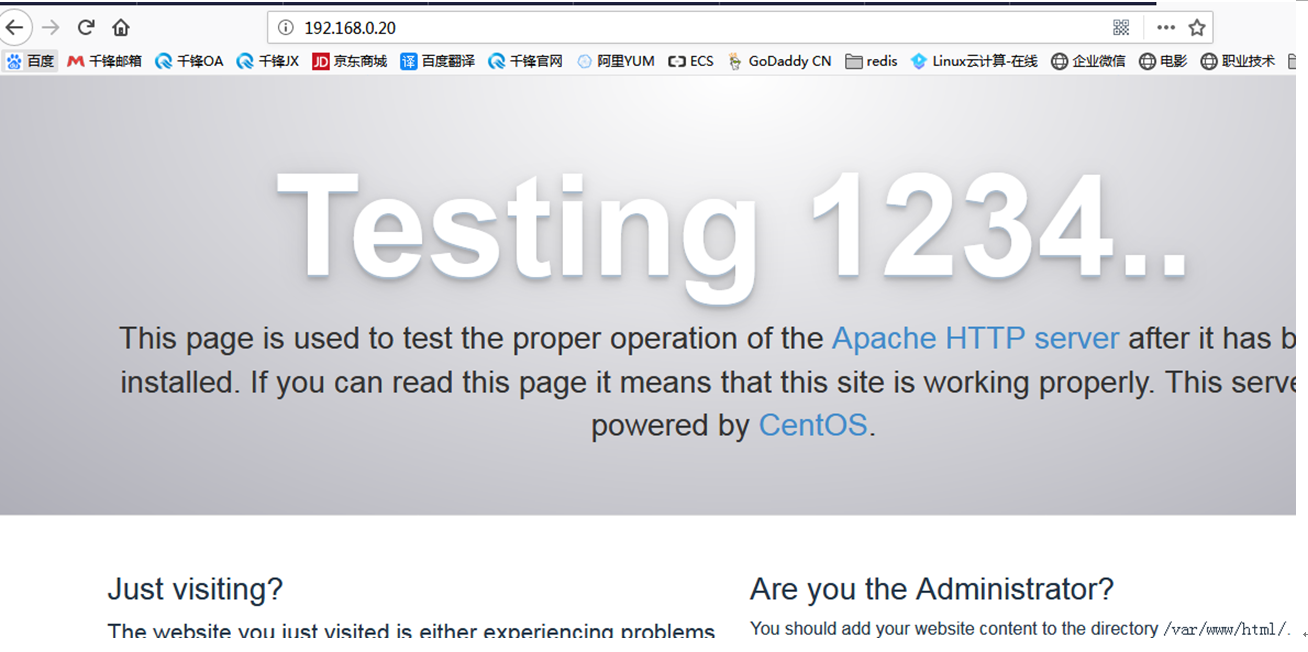 192.168.0.20
百度 千锋邮箱 千锋OA 千锋JX JD 京东商城 译 百度翻译 千锋官网 阿里YUM ECS GoDaddy CN redis Linux云计算-在线 企业微信 电影 职业技术
Testing 1234..
This page is used to test the proper operation of the Apache HTTP server after it has b
installed. If you can read this page it means that this site is working properly. This serve
powered by CentOS.
Just visiting?
The website you just visited is either experiencing problems
Are you the Administrator?
You should add your website content to the directory /var/www/html/.